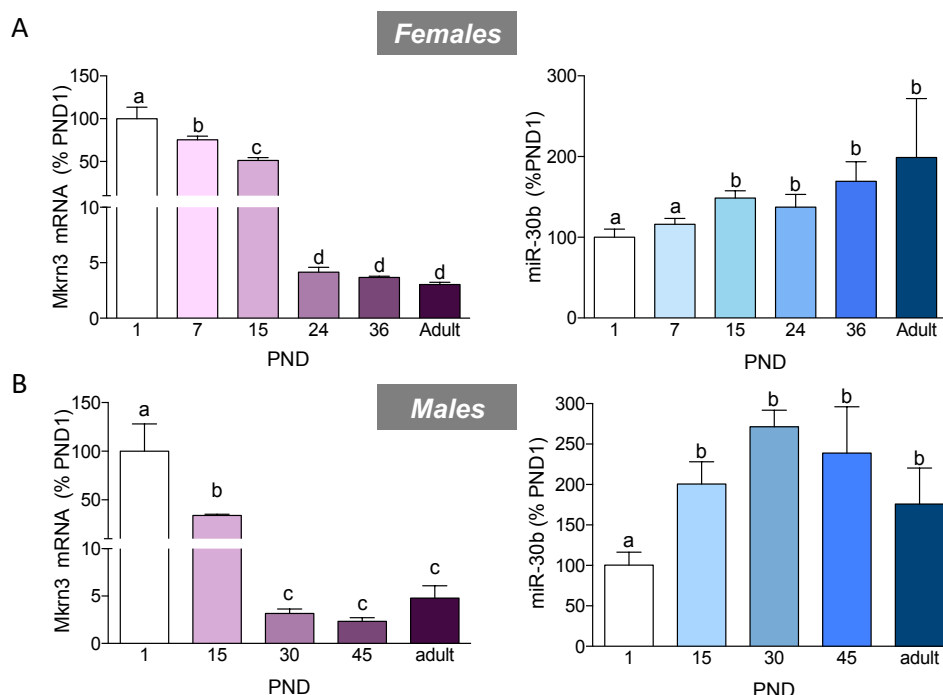 A
Females
Mkrn3 mRNA (% PND1)
150
100
50
10
5
0
a
b
c
d
d
d
1 7 15 24 36 Adult
PND
miR-30b (%PND1)
300
200
100
0
a
a
b
b
b
b
1 7 15 24 36 Adult
PND
B
Males
Mkrn3 mRNA (% PND1)
150
100
50
10
5
0
a
b
c
c
c
1 15 30 45 adult
PND
miR-30b (% PND1)
300
250
200
150
100
50
0
a
b
b
b
b
1 15 30 45 adult
PND